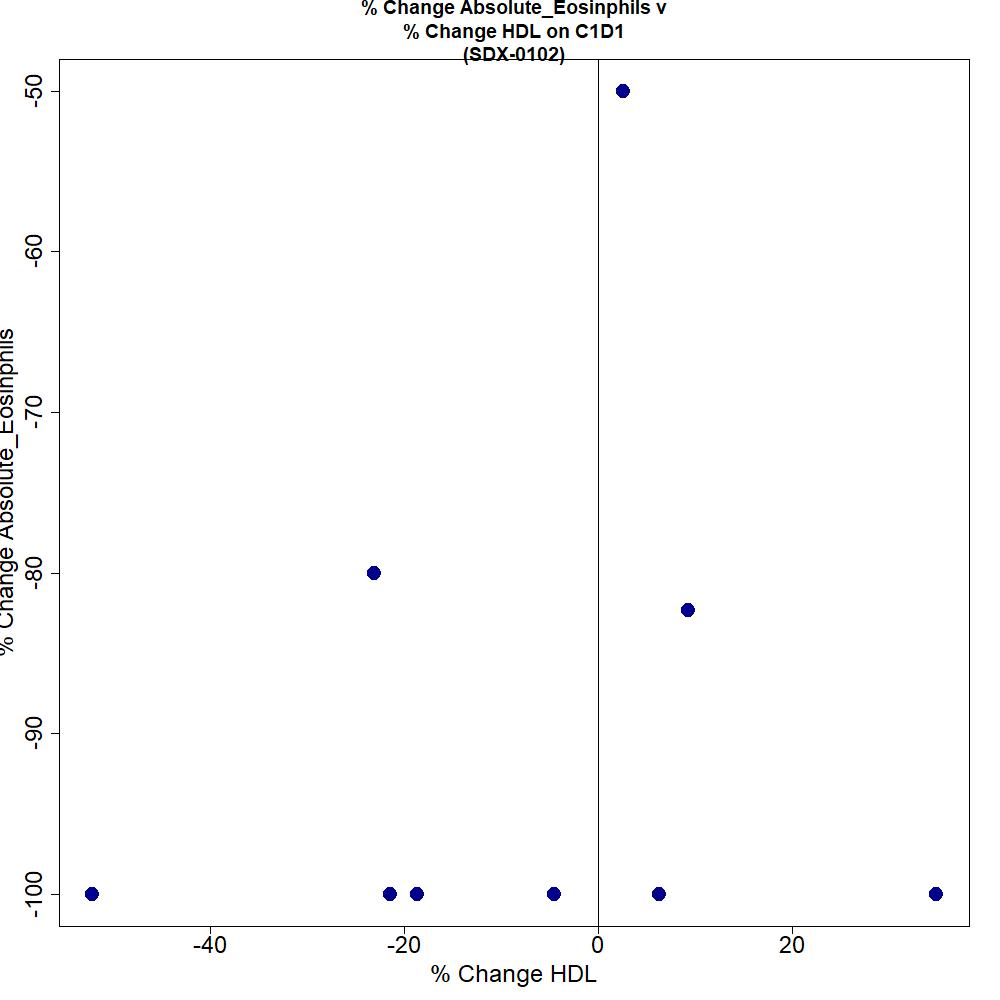 % Change Absolute_Eosinphils v
% Change HDL on C1D1
(SDX-0102)
% Change Absolute_Eosinphils
-50
-60
-70
-80
-90
-100
-40
-20
0
20
% Change HDL